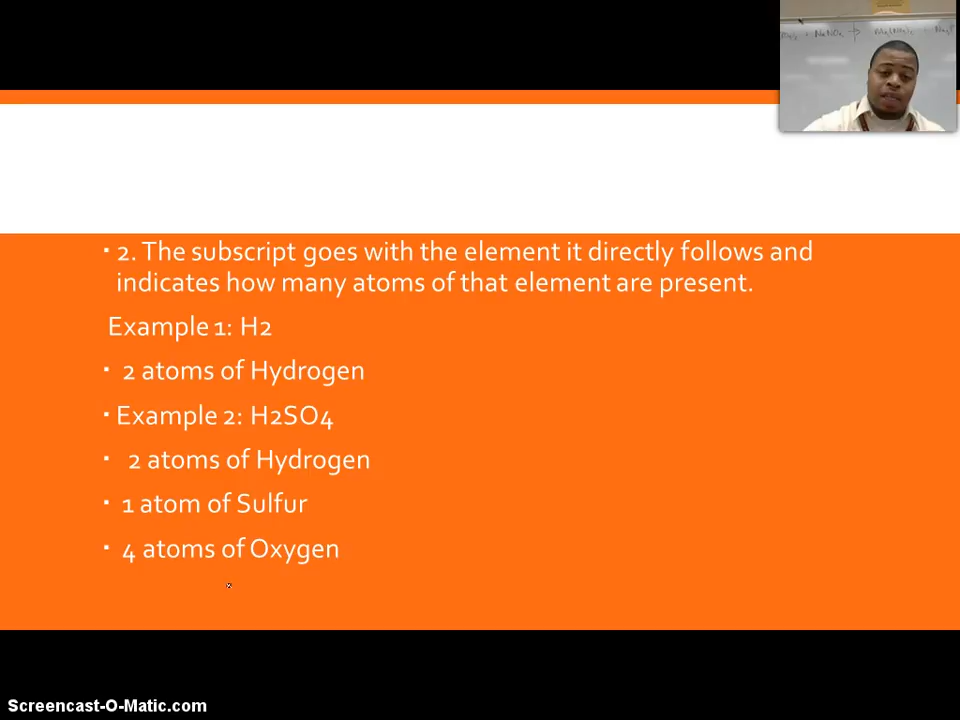 ▪ 2. The subscript goes with the element it directly follows and
indicates how many atoms of that element are present.
Example 1: H2
▪ 2 atoms of Hydrogen
▪ Example 2: H2SO4
▪ 2 atoms of Hydrogen
▪ 1 atom of Sulfur
▪ 4 atoms of Oxygen
Screencast-O-Matic.com